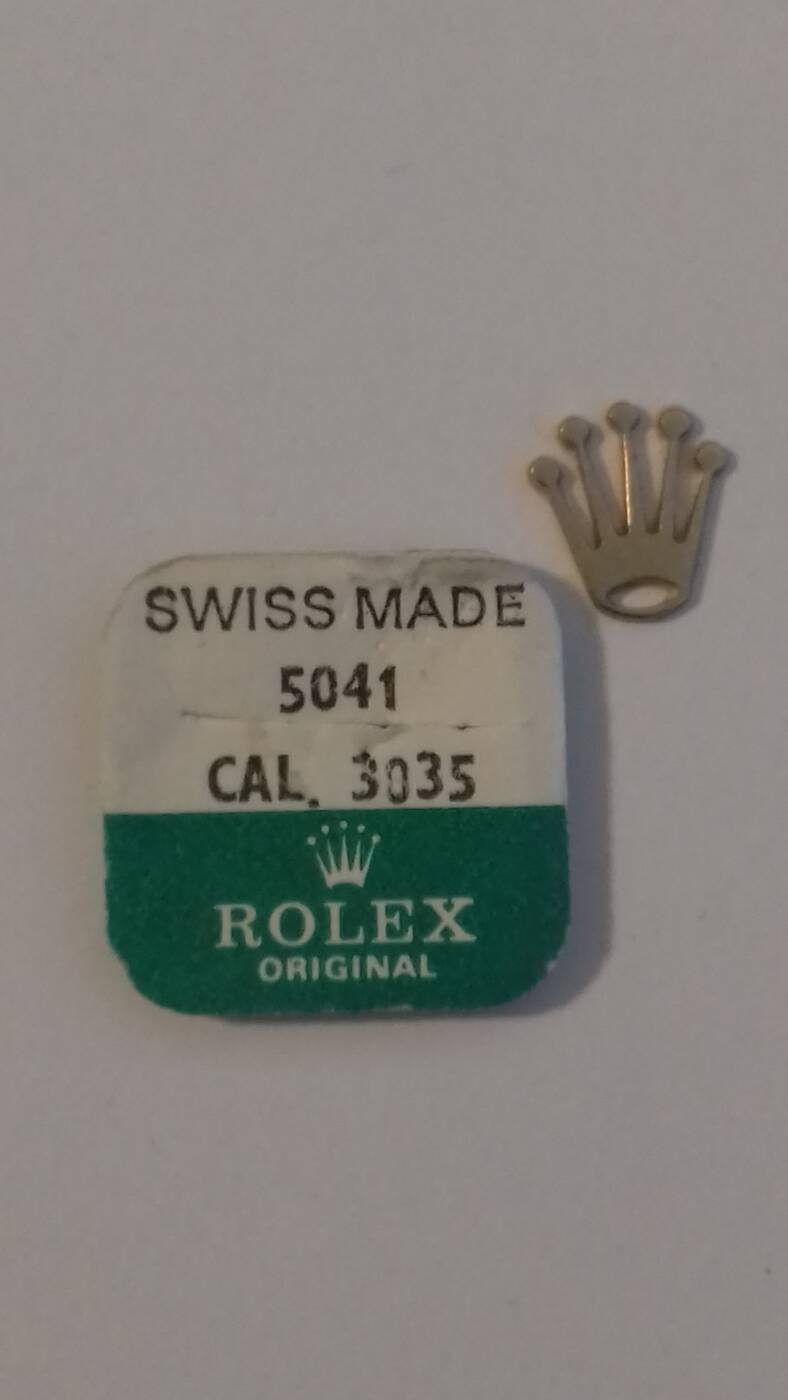 SWISS MADE
5041
CAL. 3035
ROLEX
ORIGINAL